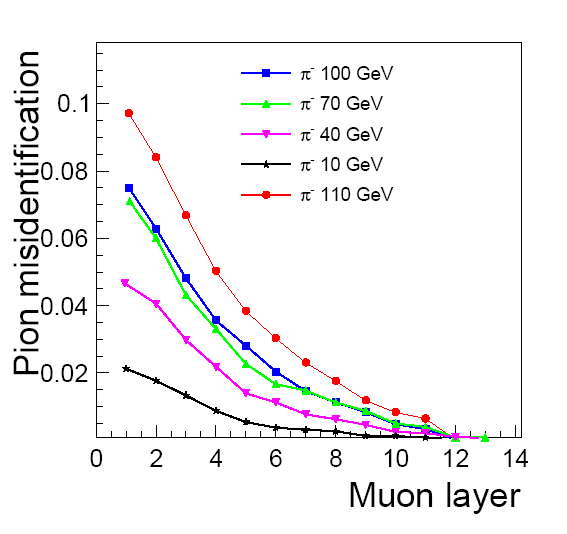 Pion misidentification
0.1
0.08
0.06
0.04
0.02
π⁻ 100 GeV
π⁻ 70 GeV
π⁻ 40 GeV
π⁻ 10 GeV
π⁻ 110 GeV
0 2 4 6 8 10 12 14
Muon layer